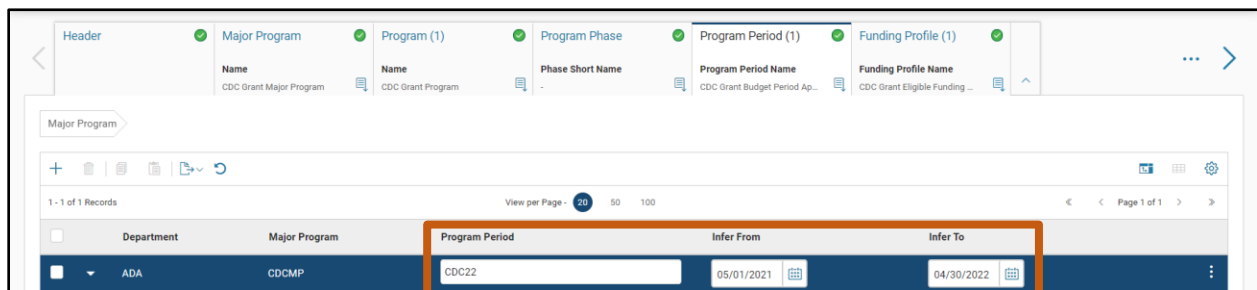 Header Major Program Program (1) Program Phase Program Period (1) Funding Profile (1)
Name Name Phase Short Name Program Period Name Funding Profile Name
CDC Grant Major Program CDC Grant Program - CDC Grant Budget Period Ap... CDC Grant Eligible Funding ...
Major Program
1 - 1 of 1 Records View per Page - 20 50 100 Page 1 of 1
Department Major Program Program Period Infer From Infer To
ADA CDCMP CDC22 05/01/2021 04/30/2022